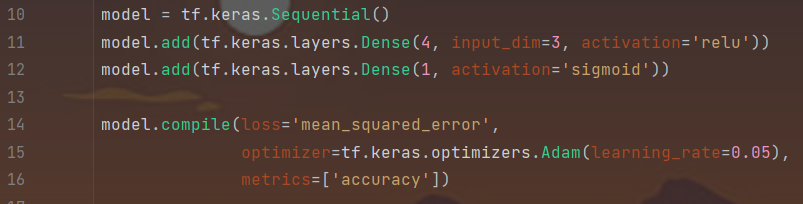 10 model = tf.keras.Sequential()
11 model.add(tf.keras.layers.Dense(4, input_dim=3, activation='relu'))
12 model.add(tf.keras.layers.Dense(1, activation='sigmoid'))
13
14 model.compile(loss='mean_squared_error',
15 optimizer=tf.keras.optimizers.Adam(learning_rate=0.05),
16 metrics=['accuracy'])